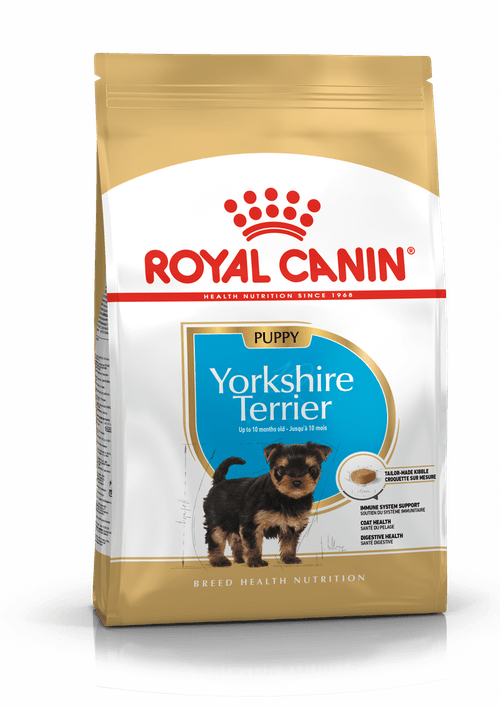 ROYAL CANIN®
HEALTH NUTRITION SINCE 1968
PUPPY
Yorkshire
Terrier
Up to 10 months old - Jusqu'à 10 mois
TAILOR-MADE KIBBLE
CROQUETTE SUR MESURE
IMMUNE SYSTEM SUPPORT
SOUTIEN DU SYSTÈME IMMUNITAIRE
COAT HEALTH
SANTÉ DU PELAGE
DIGESTIVE HEALTH
SANTÉ DIGESTIVE
BREED HEALTH NUTRITION